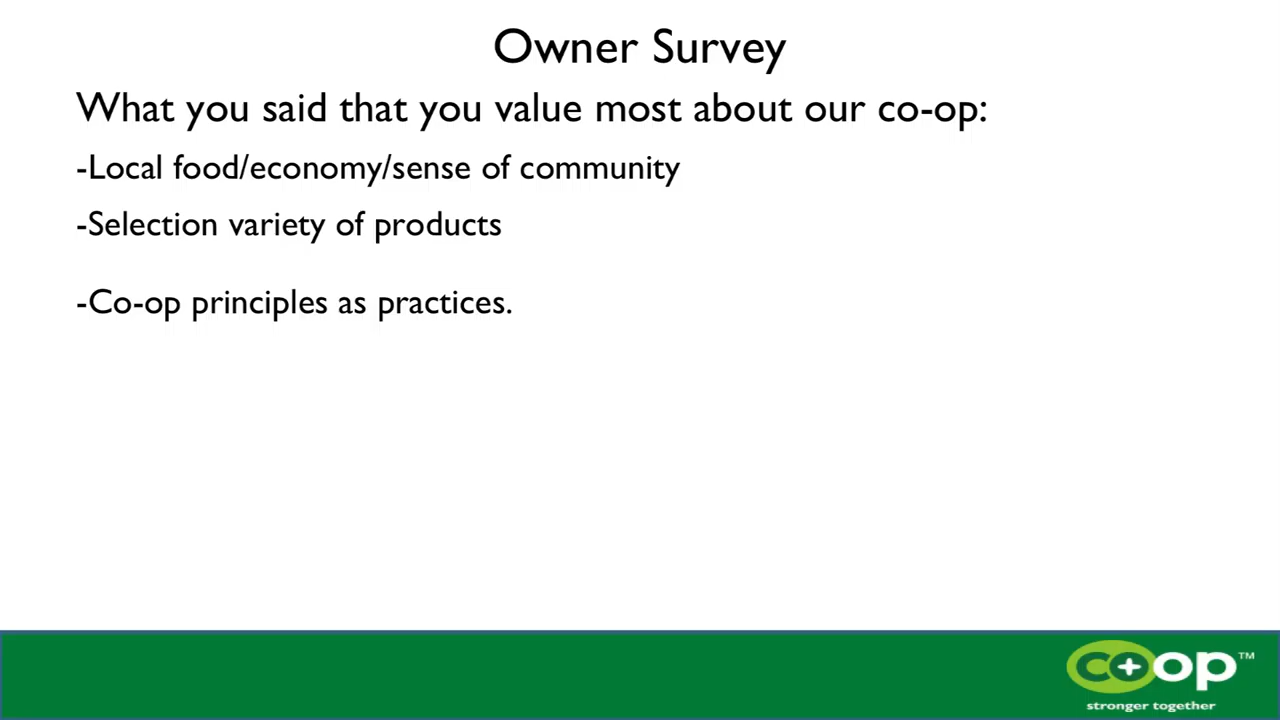 Owner Survey
What you said that you value most about our co-op:
-Local food/economy/sense of community
-Selection variety of products
-Co-op principles as practices.
co+op™
stronger together